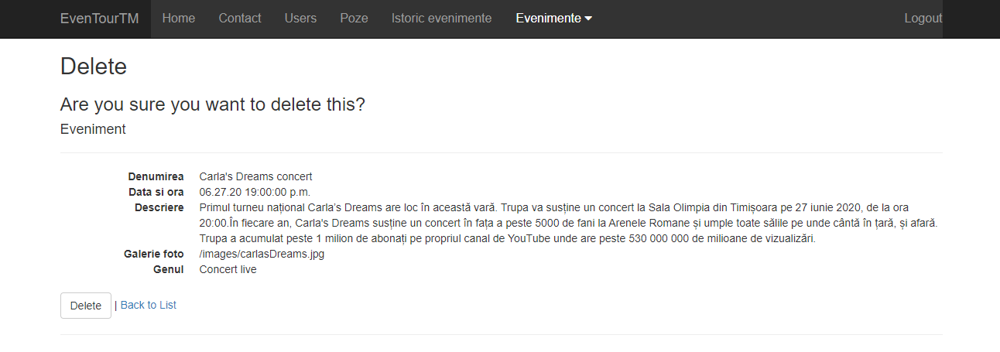 EvenTourTM Home Contact Users Poze Istoric evenimente Evenimente Logout
Delete
Are you sure you want to delete this?
Eveniment
Denumirea Carla's Dreams concert
Data si ora 06.27.20 19:00:00 p.m.
Descriere Primul turneu național Carla’s Dreams are loc în această vară. Trupa va susține un concert la Sala Olimpia din Timișoara pe 27 iunie 2020, de la ora
20:00.În fiecare an, Carla's Dreams susține un concert în fața a peste 5000 de fani la Arenele Romane și umple toate sălile pe unde cântă în țară, și afară.
Trupa a acumulat peste 1 milion de abonați pe propriul canal de YouTube unde are peste 530 000 000 de milioane de vizualizări.
Galerie foto /images/carlasDreams.jpg
Genul Concert live
Delete | Back to List